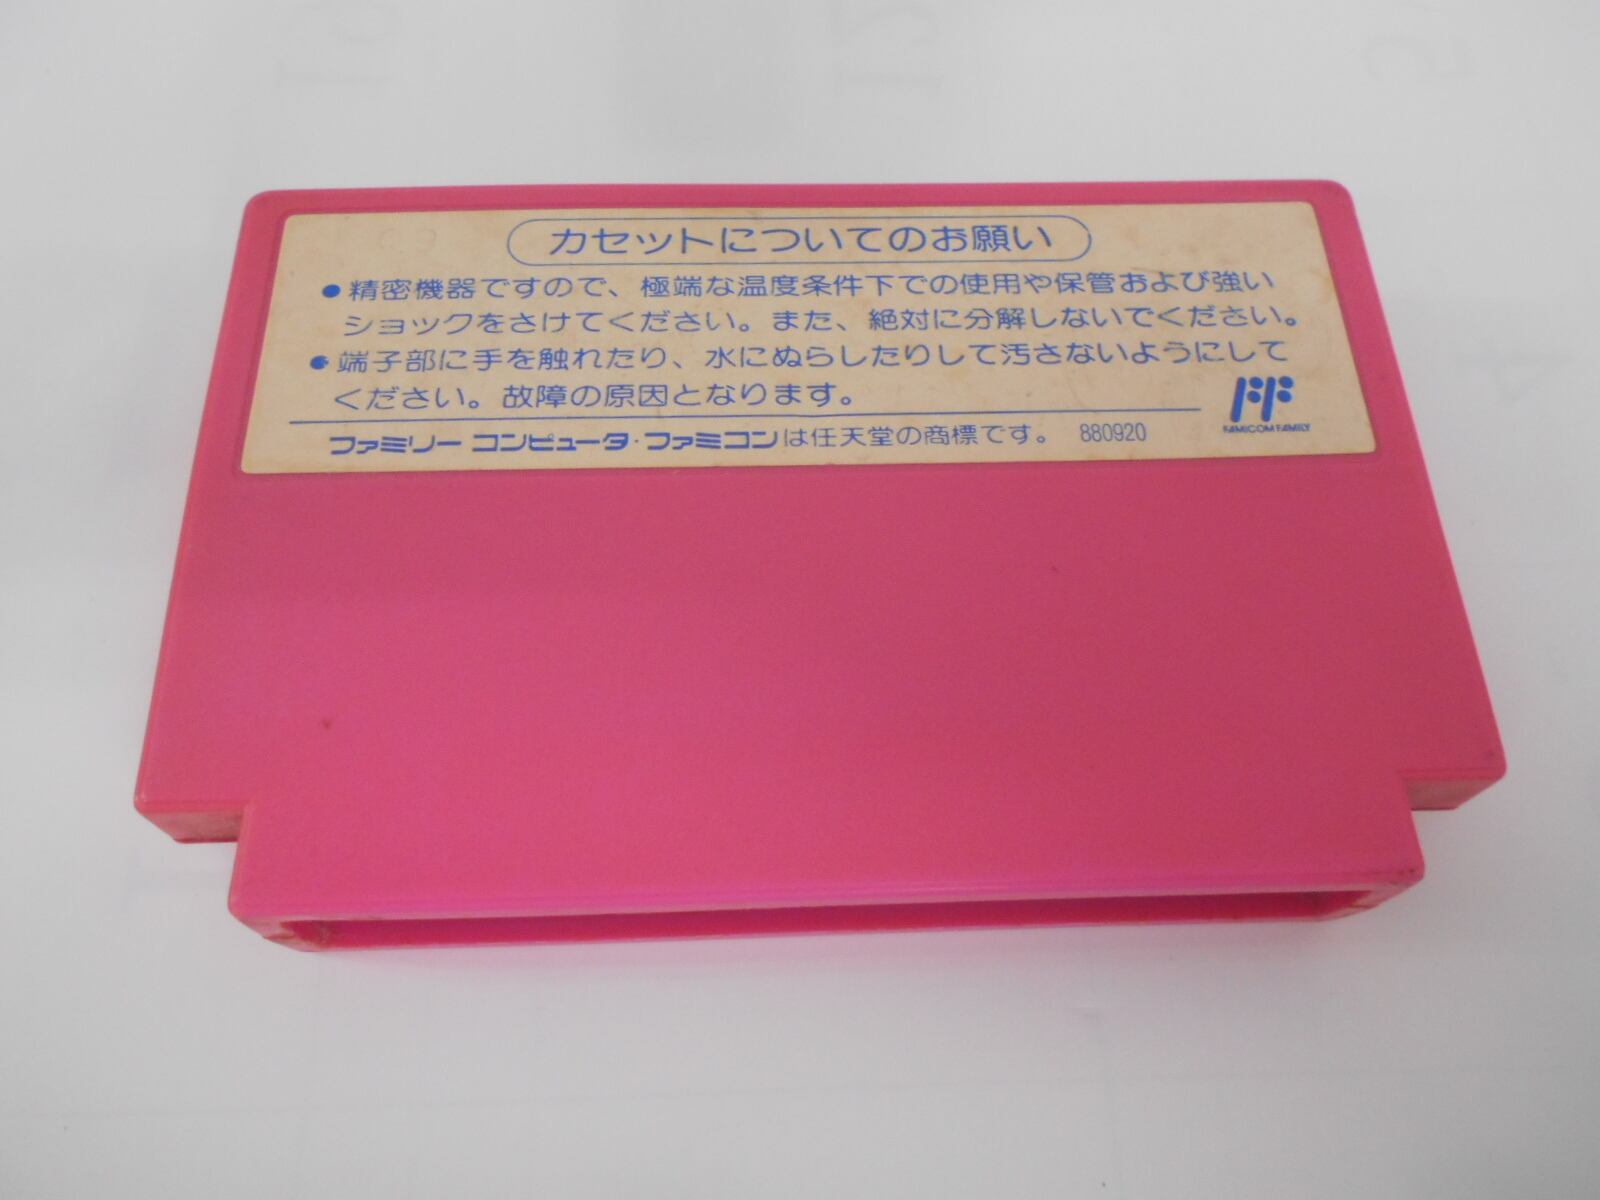 カセットについてのお願い
●精密機器ですので、極端な温度条件下での使用や保管および強い
ショックをさけてください。また、絶対に分解しないでください。
●端子部に手を触れたり、水にぬらしたりして汚さないようにして
ください。故障の原因となります。
FAMICOM FAMILY
ファミリー コンピュータ・ファミコンは任天堂の商標です。 880920